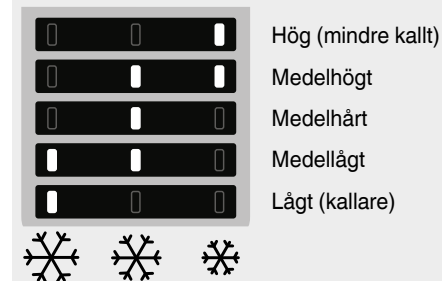 Hög (mindre kallt)
Medelhögt
Medelhårt
Medellågt
Lågt (kallare)